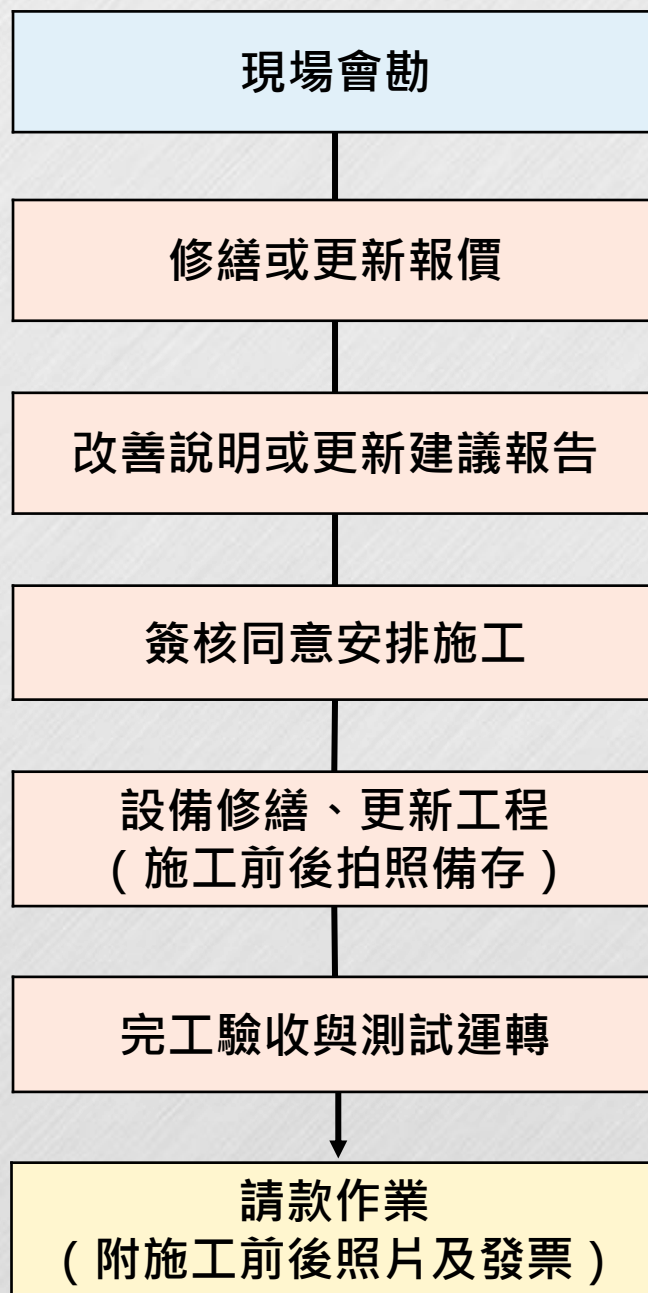 現場會勘
修繕或更新報價
改善說明或更新建議報告
簽核同意安排施工
設備修繕、更新工程
（施工前後拍照備存）
完工驗收與測試運轉
請款作業
（附施工前後照片及發票）